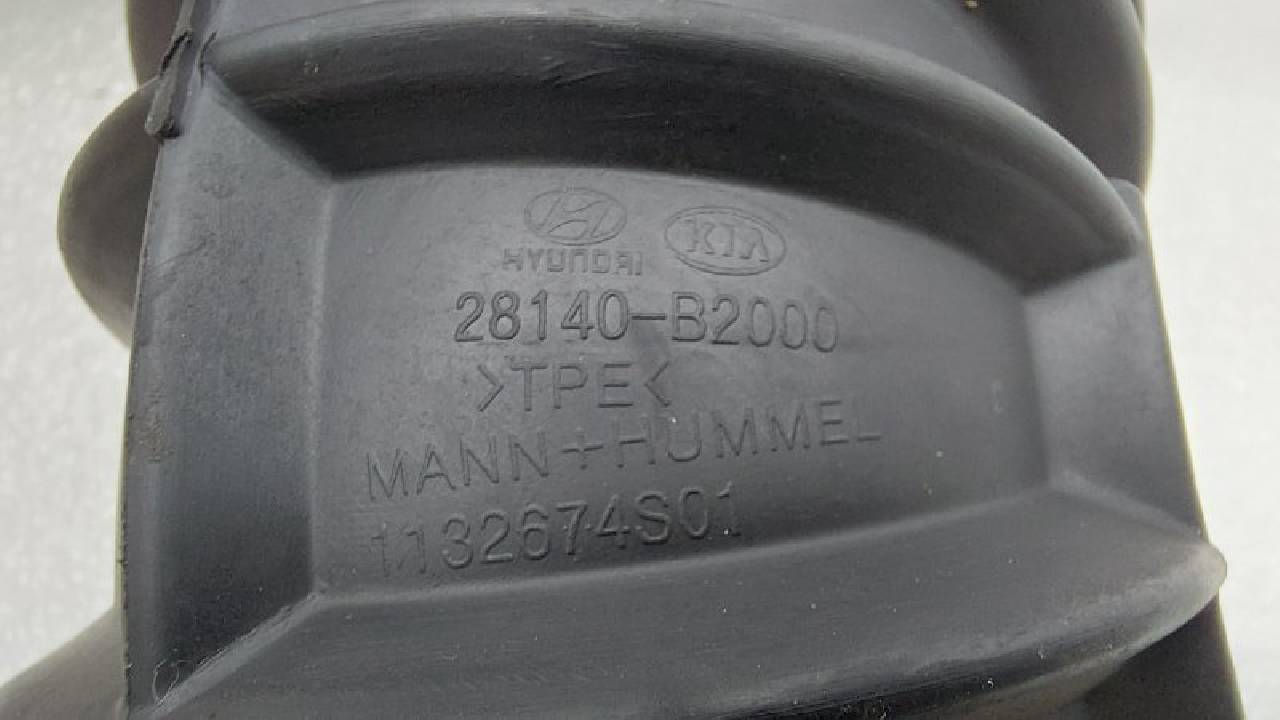 HYUNDAI KIA
28140-B2000
>TPE<
MANN+HUMMEL
1132674S01